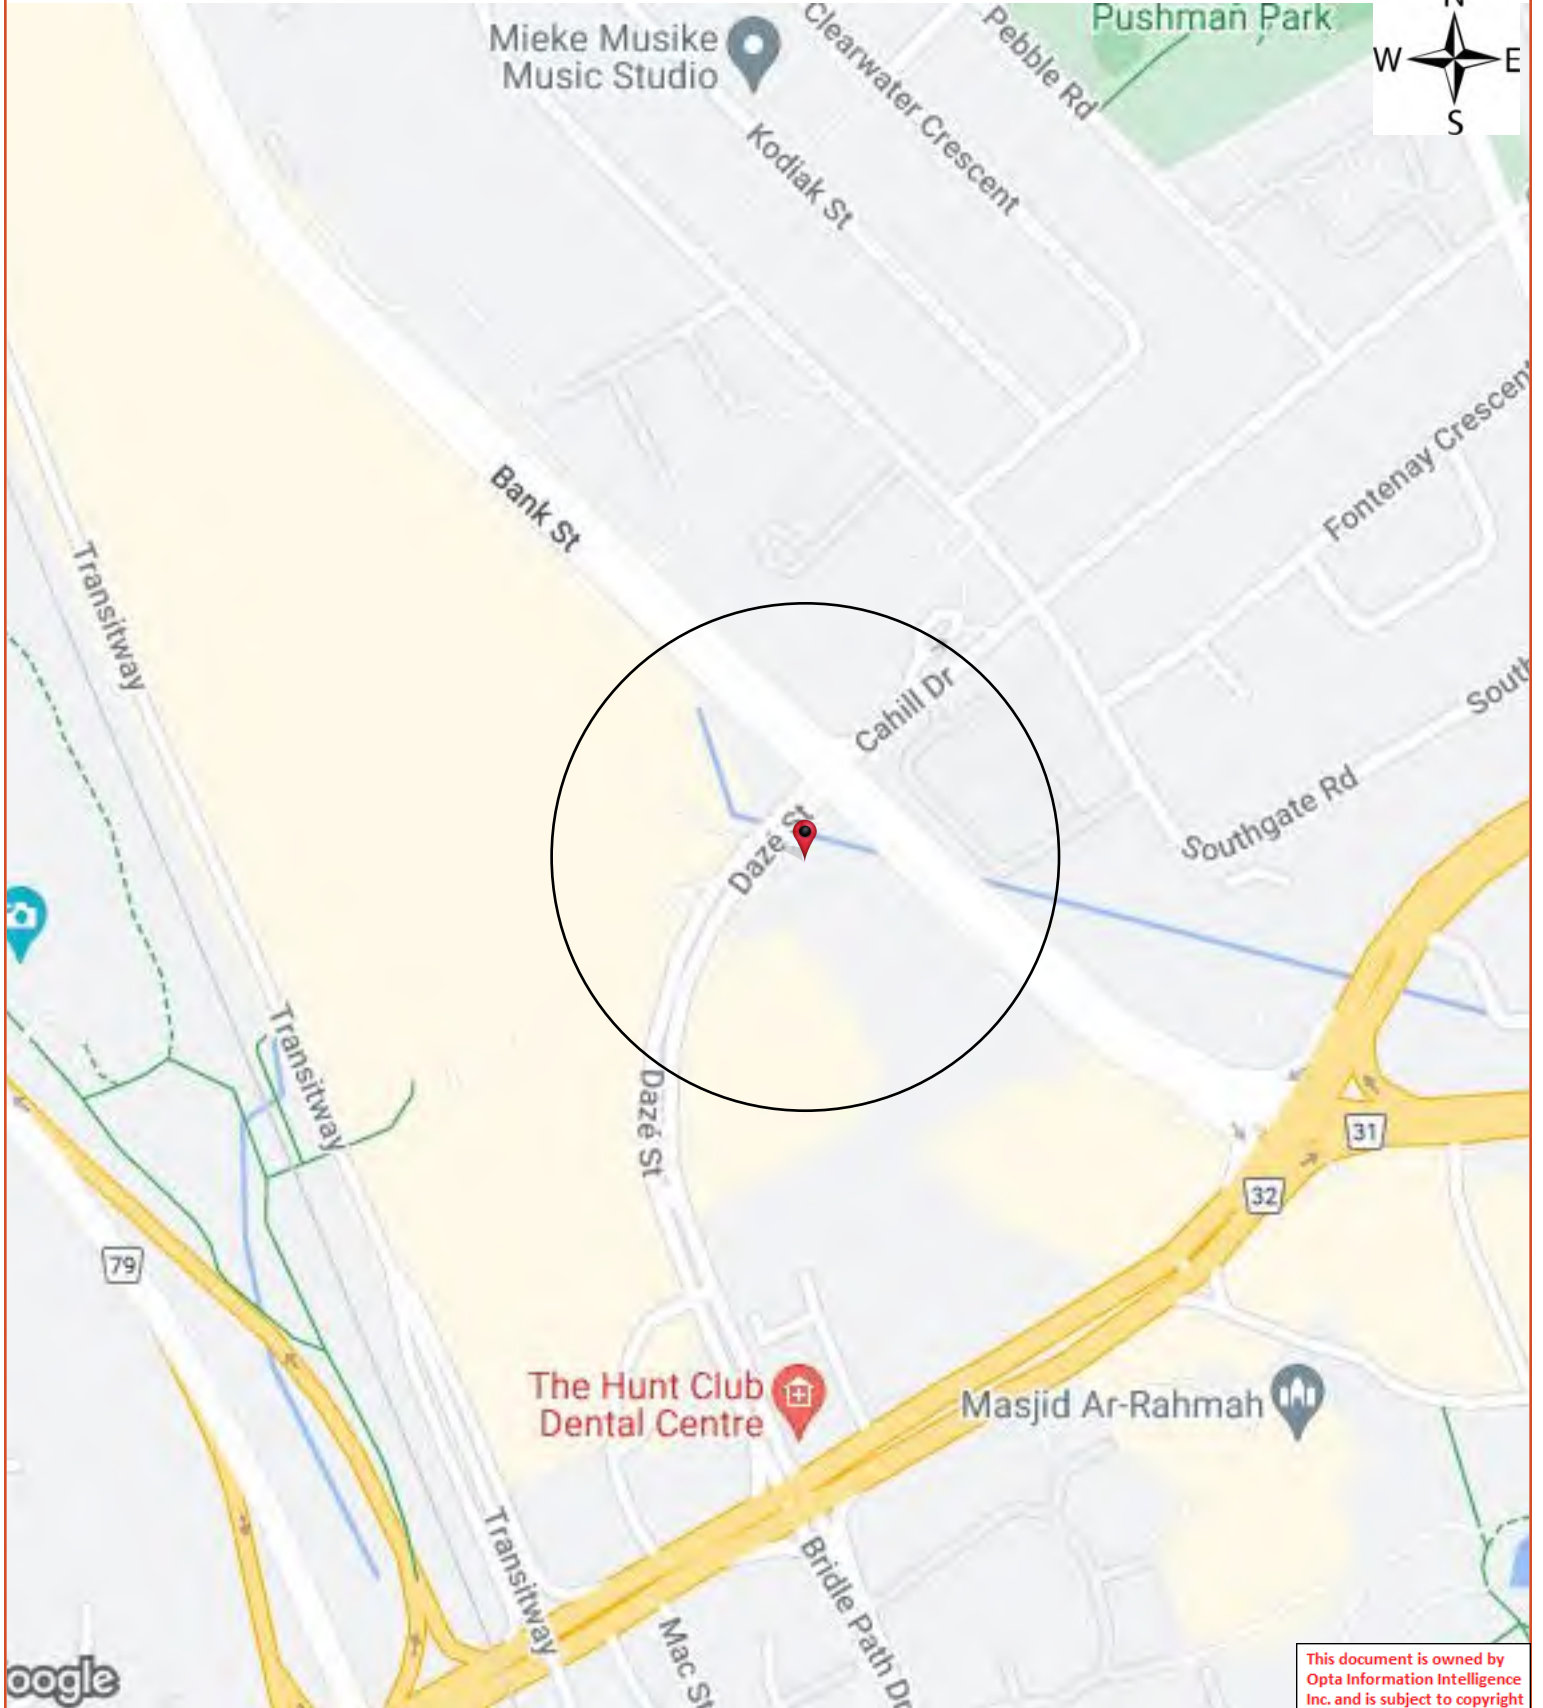 N
W
E
S
Pushman Park
Mieke Musike
Music Studio
Clearwater Crescent
Pebble Rd
Kodiak St
Fontenay Crescent
Bank St
Transitway
Cahill Dr
South
Southgate Rd
Dazé St
Transitway
Dazé St
31
32
79
The Hunt Club
Dental Centre
Masjid Ar-Rahmah
Transitway
Bridle Path Dr
Mac St
oogle
This document is owned by
Opta Information Intelligence
Inc. and is subject to copyright